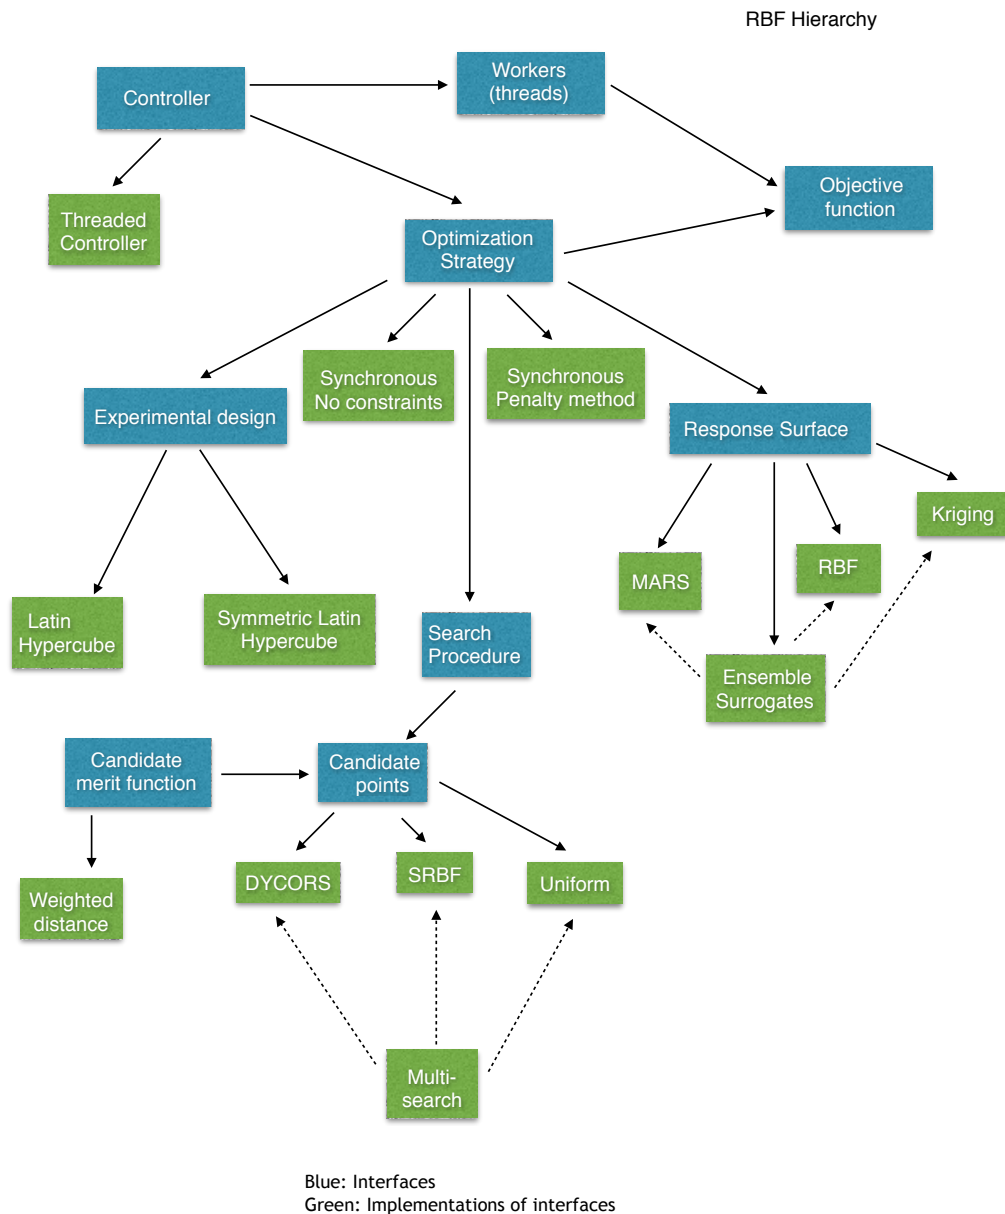 RBF Hierarchy
Controller
Workers
(threads)
Threaded
Controller
Objective
function
Optimization
Strategy
Synchronous
No constraints
Synchronous
Penalty method
Experimental design
Response Surface
Kriging
MARS
RBF
Latin
Hypercube
Symmetric Latin
Hypercube
Search
Procedure
Ensemble
Surrogates
Candidate
merit function
Candidate
points
DYCORS
SRBF
Uniform
Weighted
distance
Multi-
search
Blue: Interfaces
Green: Implementations of interfaces